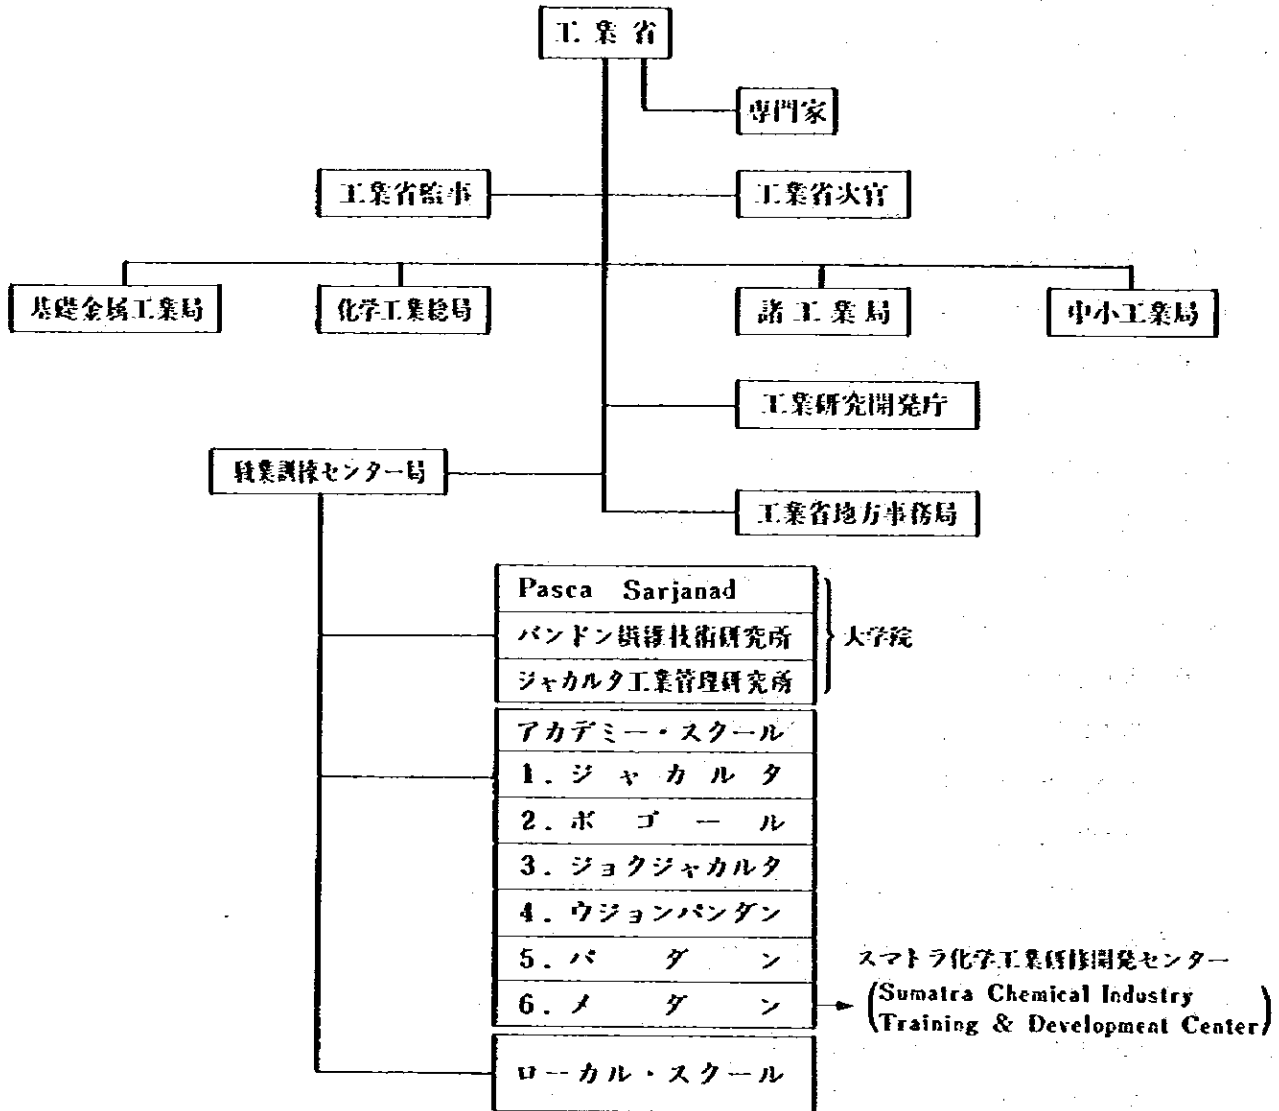 工業省
専門家
工業省監事
工業省次官
基礎金属工業局
化学工業総局
諸工業局
中小工業局
工業研究開発庁
職業訓練センター局
工業省地方事務局
Pasca Sarjanad
バンドン繊維技術研究所
大学院
ジャカルタ工業管理研究所
アカデミー・スクール
1. ジャカルタ
2. ボゴール
3. ジョクジャカルタ
4. ウジョンパンダン
5. パダン
スマトラ化学工業研修開発センター
6. メダン
(Sumatra Chemical Industry
Training & Development Center)
ローカル・スクール